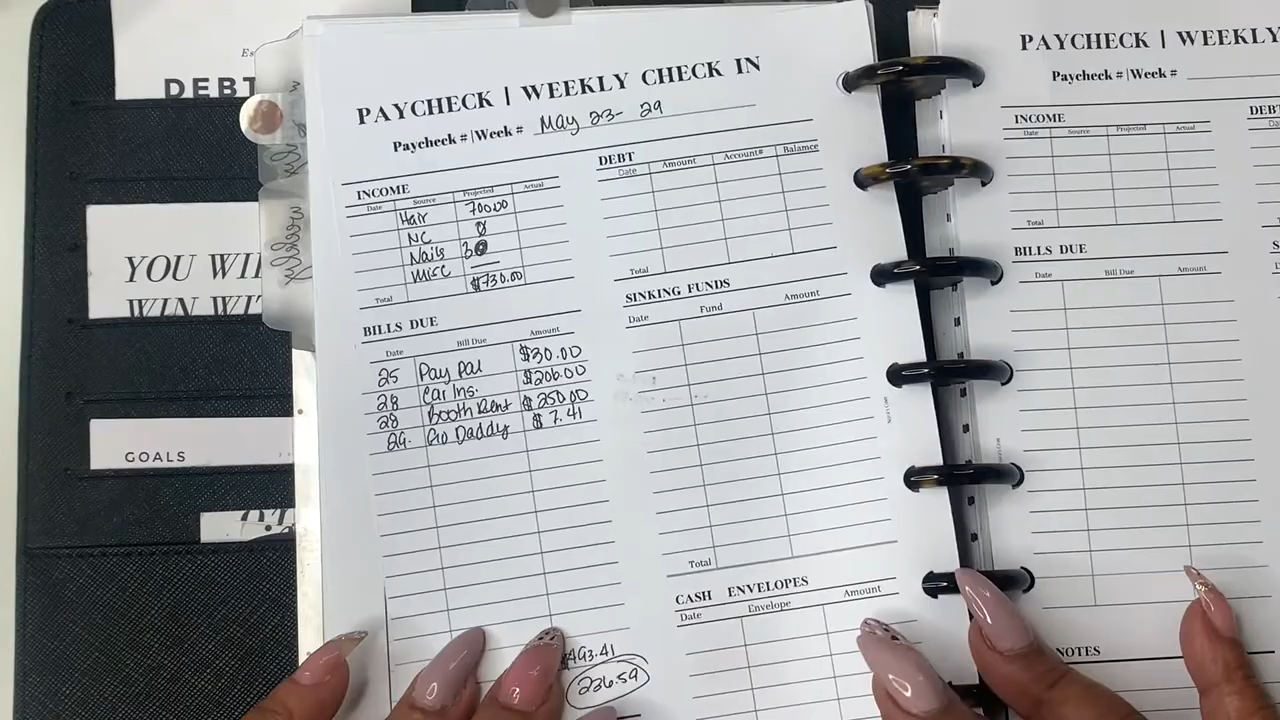 DEBT
YOU WI
WIN WIT
GOALS
weekly
PAYCHECK | WEEKLY CHECK IN
Paycheck #|Week # May 23- 29
INCOME
Date Source Projected Actual
Hair 700.00
NC 0
Nails 30
Misc —
Total $730.00
BILLS DUE
Date Bill Due Amount
25 Pay Pal $30.00
28 Car Ins. $206.00
28 Booth Rent $250.00
29. Go Daddy $7.41
$493.41
236.59
DEBT
Date Amount Account# Balance
Total
SINKING FUNDS
Date Fund Amount
Total
CASH ENVELOPES
Date Envelope Amount
PAYCHECK | WEEKLY
Paycheck #|Week #
INCOME
Date Source Projected Actual
Total
DEBT
BILLS DUE
Date Bill Due Amount
NOTES